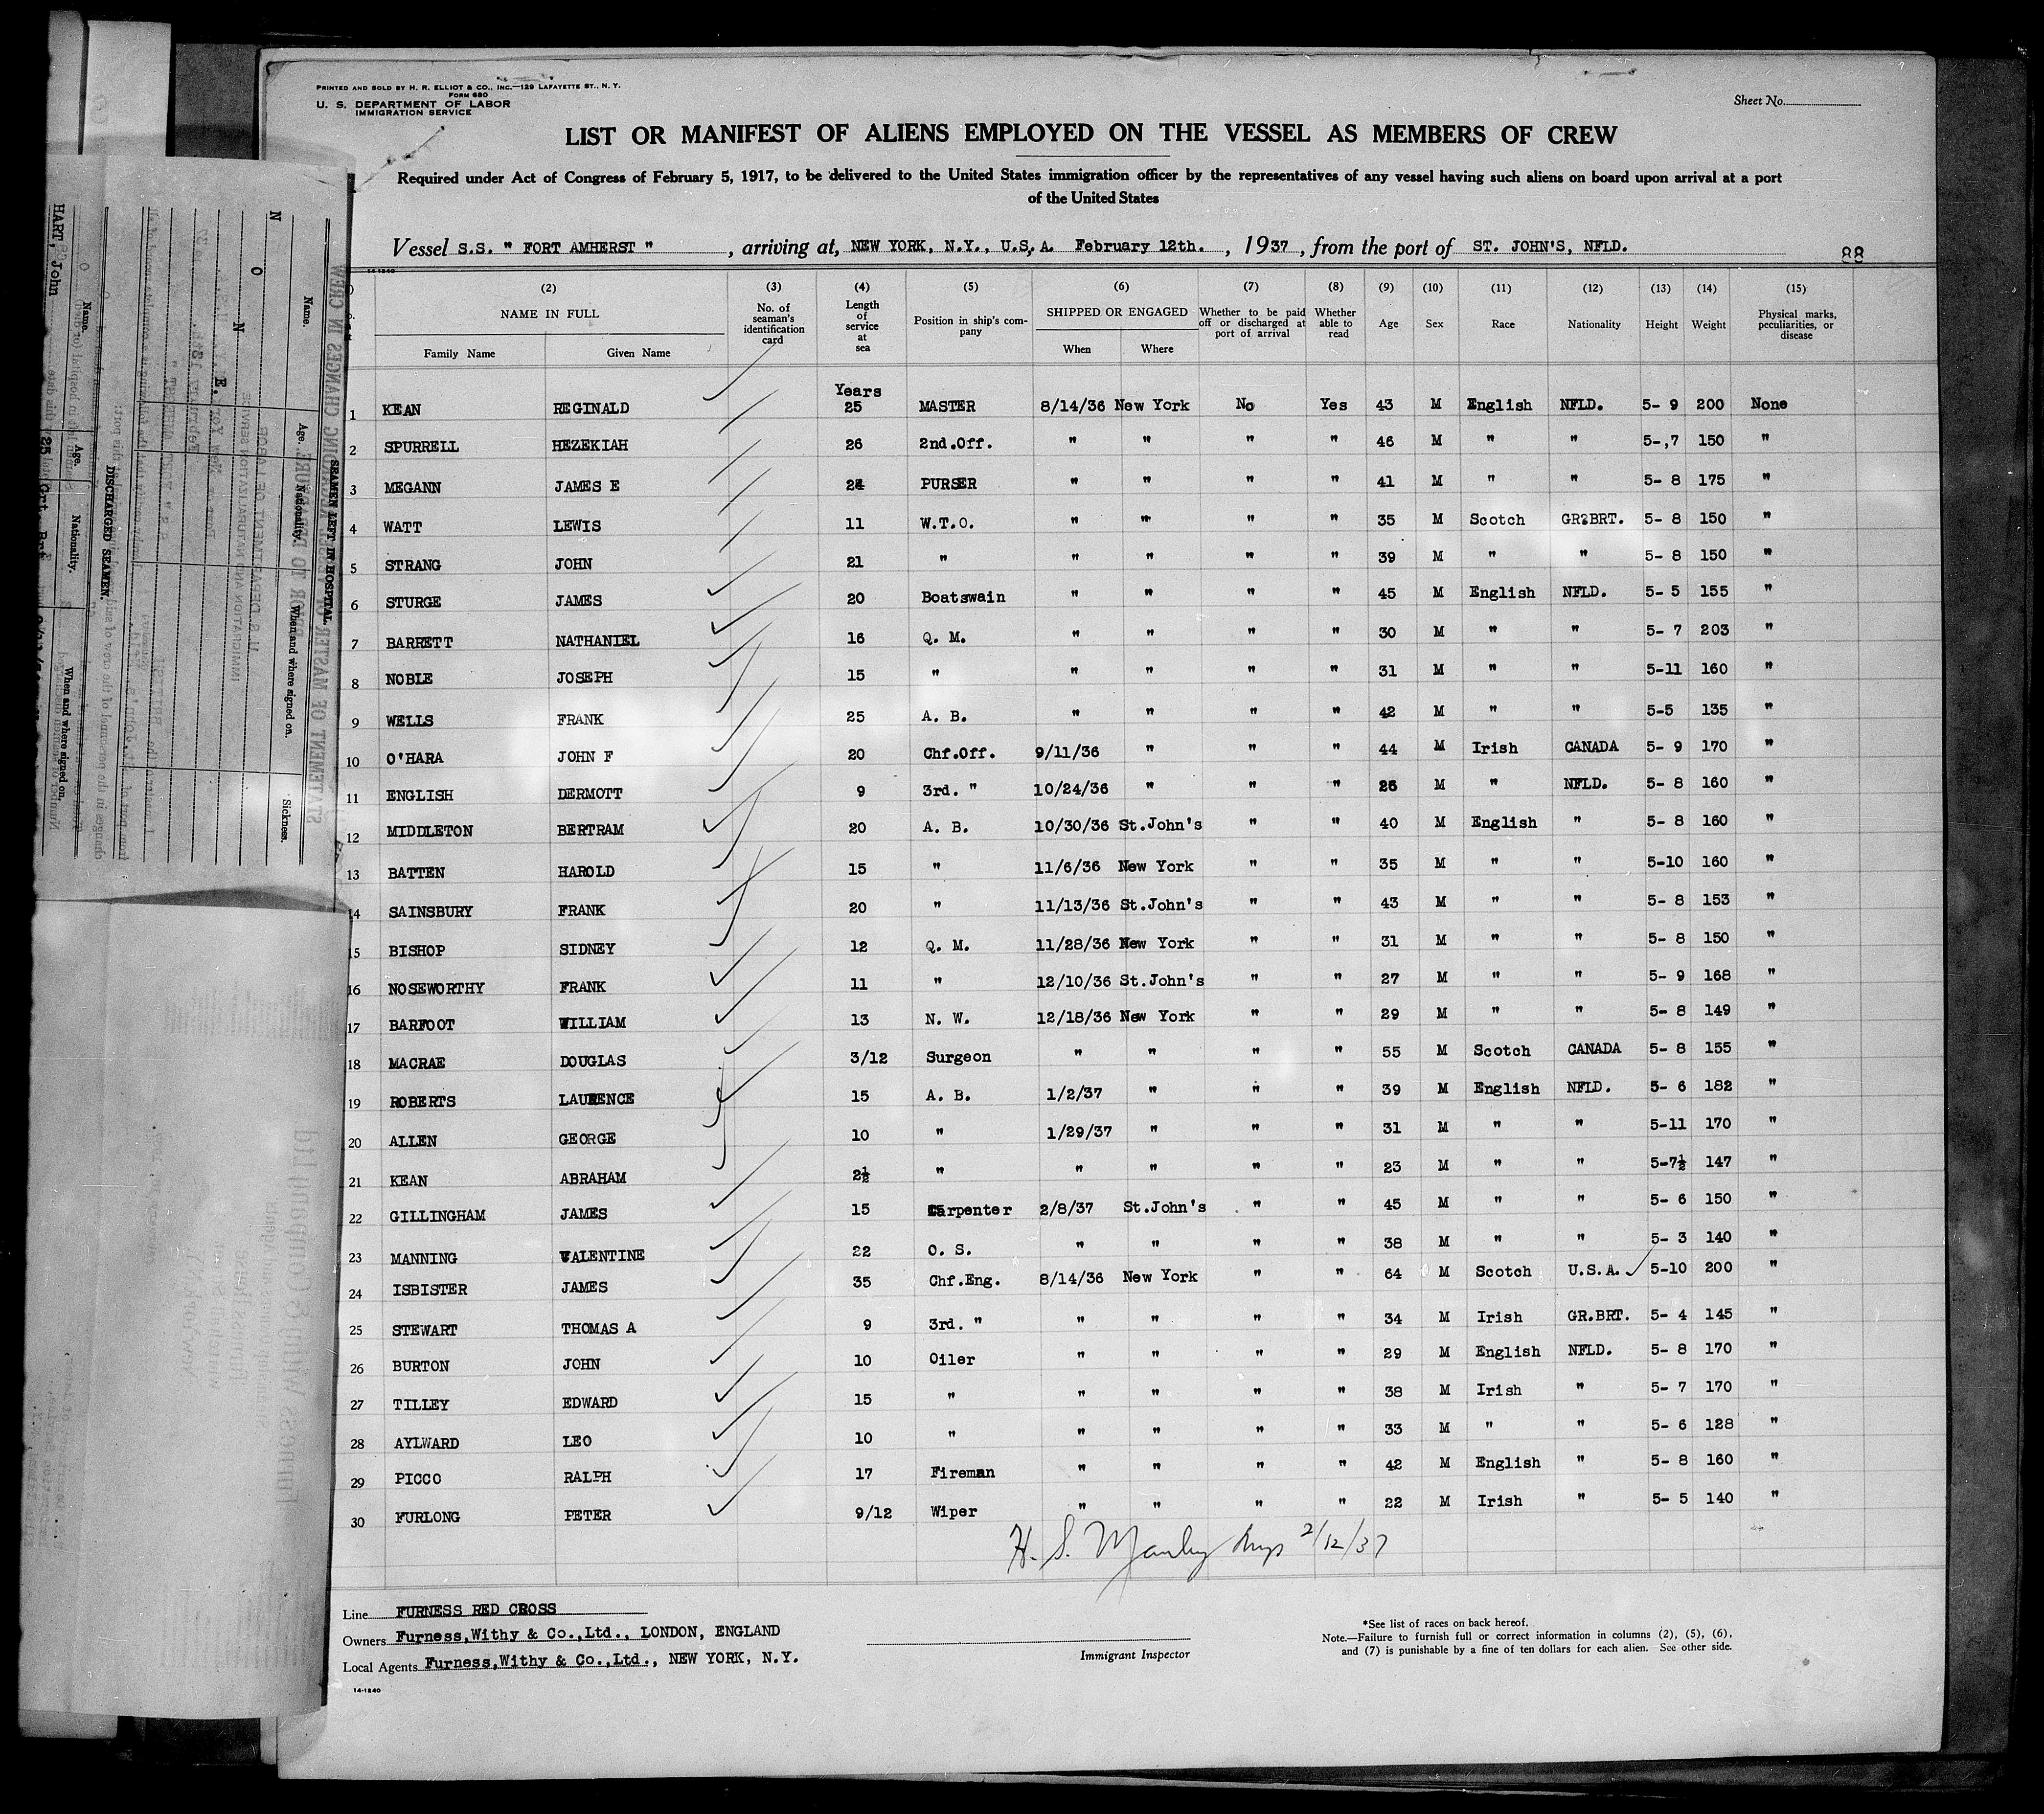 PRINTED AND SOLD BY H. R. ELLIOT & CO., INC.—129 LAFAYETTE ST., N. Y.
FORM 680
U. S. DEPARTMENT OF LABOR
IMMIGRATION SERVICE
Sheet No.
LIST OR MANIFEST OF ALIENS EMPLOYED ON THE VESSEL AS MEMBERS OF CREW
Required under Act of Congress of February 5, 1917, to be delivered to the United States immigration officer by the representatives of any vessel having such aliens on board upon arrival at a port
of the United States
Vessel S.S. " FORT AMHERST " , arriving at, NEW YORK, N.Y., U.S,A. February 12th. , 1937 , from the port of ST. JOHN'S, NFLD.
88
14-1240
(2) (3) (4) (5) (6) (7) (8) (9) (10) (11) (12) (13) (14) (15)
NAME IN FULL No. of seaman's identification card Length of service at sea Position in ship's company SHIPPED OR ENGAGED Whether to be paid off or discharged at port of arrival Whether able to read Age Sex Race Nationality Height Weight Physical marks, peculiarities, or disease
Family Name Given Name When Where
Years
1 KEAN REGINALD 25 MASTER 8/14/36 New York No Yes 43 M English NFLD. 5- 9 200 None
2 SPURRELL HEZEKIAH 26 2nd.Off. " " " " 46 M " " 5-,7 150 "
3 MEGANN JAMES E 24 PURSER " " " " 41 M " " 5- 8 175 "
4 WATT LEWIS 11 W.T.O. " " " " 35 M Scotch GR.BRT. 5- 8 150 "
5 STRANG JOHN 21 " " " " " 39 M " " 5- 8 150 "
6 STURGE JAMES 20 Boatswain " " " " 45 M English NFLD. 5- 5 155 "
7 BARRETT NATHANIEL 16 Q. M. " " " " 30 M " " 5- 7 203 "
8 NOBLE JOSEPH 15 " " " " " 31 M " " 5-11 160 "
9 WELLS FRANK 25 A. B. " " " " 42 M " " 5-5 135 "
10 O'HARA JOHN F 20 Chf.Off. 9/11/36 " " " 44 M Irish CANADA 5- 9 170 "
11 ENGLISH DERMOTT 9 3rd. " 10/24/36 " " " 26 M " NFLD. 5- 8 160 "
12 MIDDLETON BERTRAM 20 A. B. 10/30/36 St.John's " " 40 M English " 5- 8 160 "
13 BATTEN HAROLD 15 " 11/6/36 New York " " 35 M " " 5-10 160 "
14 SAINSBURY FRANK 20 " 11/13/36 St.John's " " 43 M " " 5- 8 153 "
15 BISHOP SIDNEY 12 Q. M. 11/28/36 New York " " 31 M " " 5- 8 150 "
16 NOSEWORTHY FRANK 11 " 12/10/36 St.John's " " 27 M " " 5- 9 168 "
17 BARFOOT WILLIAM 13 N. W. 12/18/36 New York " " 29 M " " 5- 8 149 "
18 MACRAE DOUGLAS 3/12 Surgeon " " " " 55 M Scotch CANADA 5- 8 155 "
19 ROBERTS LAURENCE 15 A. B. 1/2/37 " " " 39 M English NFLD. 5- 6 182 "
20 ALLEN GEORGE 10 " 1/29/37 " " " 31 M " " 5-11 170 "
21 KEAN ABRAHAM 2½ " " " " " 23 M " " 5-7½ 147 "
22 GILLINGHAM JAMES 15 Carpenter 2/8/37 St.John's " " 45 M " " 5- 6 150 "
23 MANNING VALENTINE 22 O. S. " " " " 38 M " " 5- 3 140 "
24 ISBISTER JAMES 35 Chf.Eng. 8/14/36 New York " " 64 M Scotch U.S.A. 5-10 200 "
25 STEWART THOMAS A 9 3rd. " " " " " 34 M Irish GR.BRT. 5- 4 145 "
26 BURTON JOHN 10 Oiler " " " " 29 M English NFLD. 5- 8 170 "
27 TILLEY EDWARD 15 " " " " " 38 M Irish " 5- 7 170 "
28 AYLWARD LEO 10 " " " " " 33 M " " 5- 6 128 "
29 PICCO RALPH 17 Fireman " " " " 42 M English " 5- 8 160 "
30 FURLONG PETER 9/12 Wiper " " " " 22 M Irish " 5- 5 140 "
H. S. Manley Insp 2/12/37
Line FURNESS RED CROSS
Owners Furness,Withy & Co.,Ltd., LONDON, ENGLAND
Local Agents Furness,Withy & Co.,Ltd., NEW YORK, N.Y.
14-1240
Immigrant Inspector
*See list of races on back hereof.
Note.—Failure to furnish full or correct information in columns (2), (5), (6),
and (7) is punishable by a fine of ten dollars for each alien. See other side.
SEAMEN LEFT IN HOSPITAL.
Name. Age. Nationality. When and where signed on. Sickness.
N O N E.
DISCHARGED SEAMEN.
Name. Age. Nationality. When and where signed on.
HART, John 25